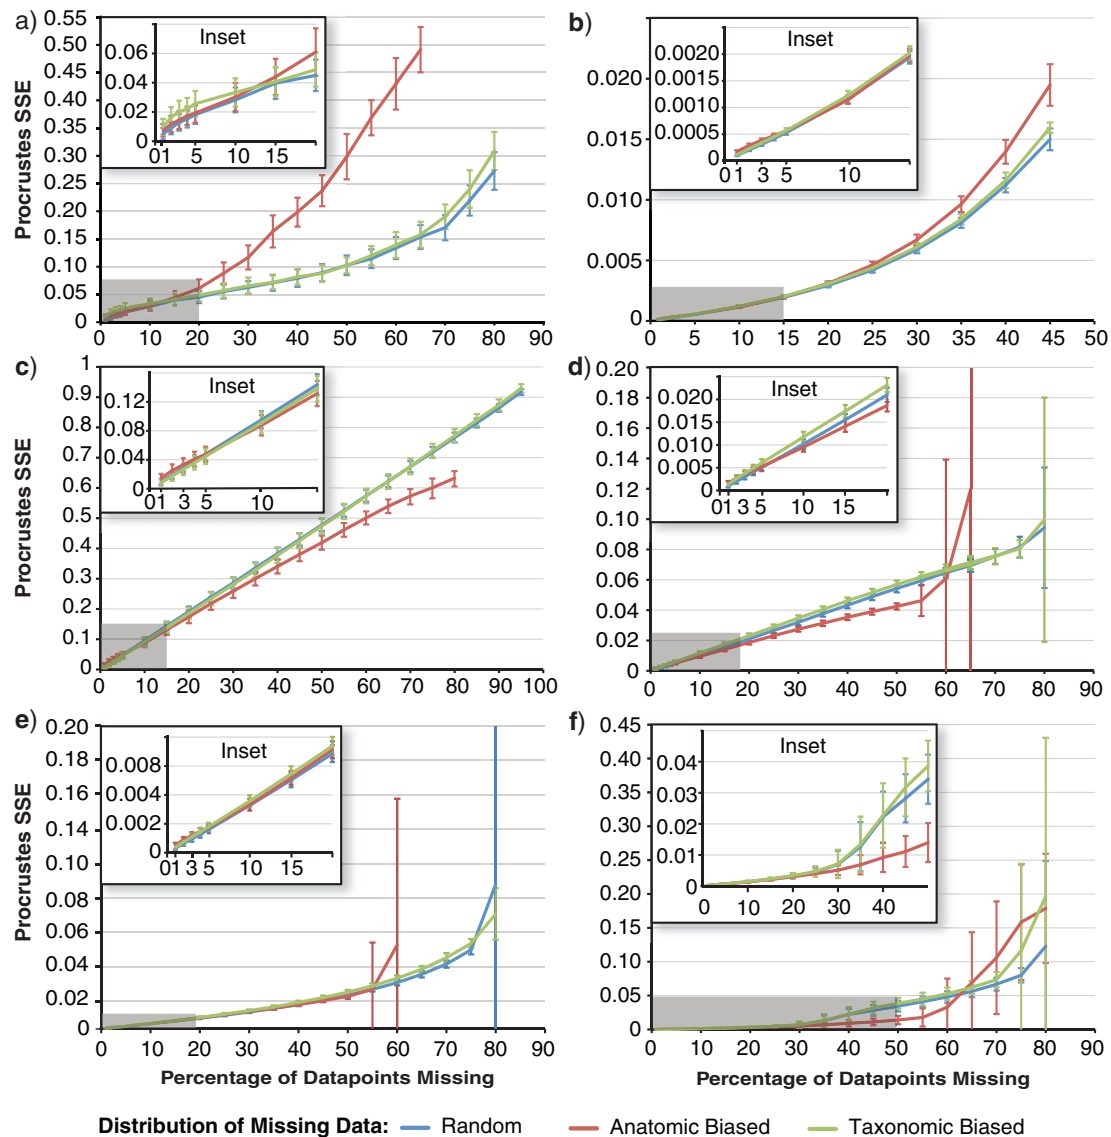 a)
Inset
0.06
0.04
0.02
0
0 1 5 10 15
0.55
0.50
0.45
0.40
0.35
0.30
0.25
0.20
0.15
0.10
0.05
0
0 10 20 30 40 50 60 70 80 90
Procrustes SSE
b)
Inset
0.0020
0.0015
0.0010
0.0005
0
0 1 3 5 10
0.020
0.015
0.010
0.005
0
0 5 10 15 20 25 30 35 40 45 50
c)
Inset
0.12
0.08
0.04
0
0 1 3 5 10
1
0.9
0.8
0.7
0.6
0.5
0.4
0.3
0.2
0.1
0
0 10 20 30 40 50 60 70 80 90 100
Procrustes SSE
d)
Inset
0.020
0.015
0.010
0.005
0
0 1 3 5 10 15
0.20
0.18
0.16
0.14
0.12
0.10
0.08
0.06
0.04
0.02
0
0 10 20 30 40 50 60 70 80 90
e)
Inset
0.008
0.006
0.002
0
0 1 3 5 10 15
0.20
0.18
0.16
0.14
0.12
0.10
0.08
0.06
0.04
0.02
0
0 10 20 30 40 50 60 70 80 90
Procrustes SSE
Percentage of Datapoints Missing
f)
Inset
0.04
0.03
0.02
0.01
0
0 10 20 30 40
0.45
0.40
0.35
0.30
0.25
0.20
0.15
0.10
0.05
0
0 10 20 30 40 50 60 70 80 90
Percentage of Datapoints Missing
Distribution of Missing Data: Random Anatomic Biased Taxonomic Biased